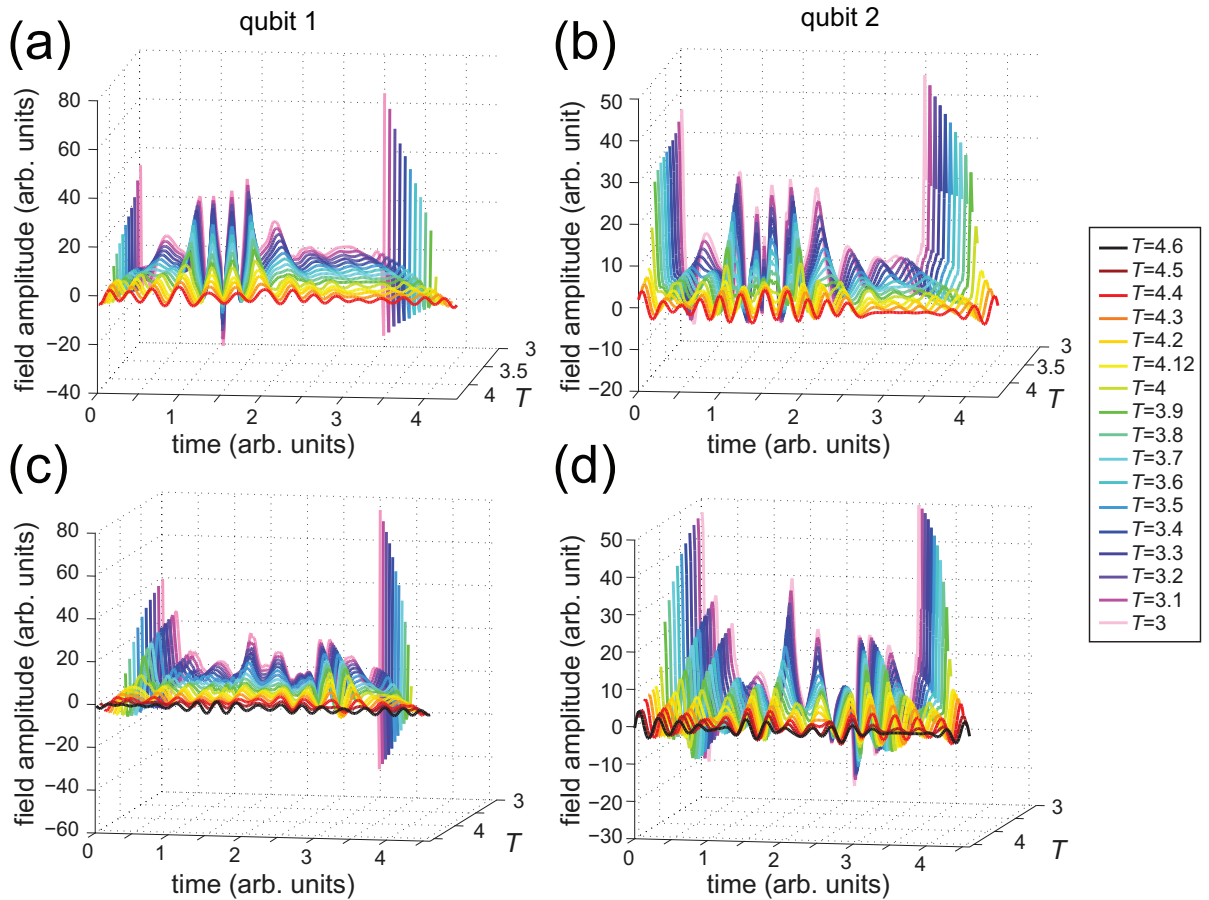 qubit 1
qubit 2
(a)
(b)
80
60
40
20
0
−20
−40
field amplitude (arb. units)
0
1
2
3
4
time (arb. units)
3
3.5
4
T
50
40
30
20
10
0
−10
−20
field amplitude (arb. unit)
0
1
2
3
4
time (arb. units)
3
3.5
4
T
(c)
(d)
80
60
40
20
0
−20
−40
−60
field amplitude (arb. units)
0
1
2
3
4
time (arb. units)
3
4
T
50
40
30
20
10
0
−10
−20
−30
field amplitude (arb. unit)
0
1
2
3
4
time (arb. units)
3
4
T
T=4.6
T=4.5
T=4.4
T=4.3
T=4.2
T=4.12
T=4
T=3.9
T=3.8
T=3.7
T=3.6
T=3.5
T=3.4
T=3.3
T=3.2
T=3.1
T=3